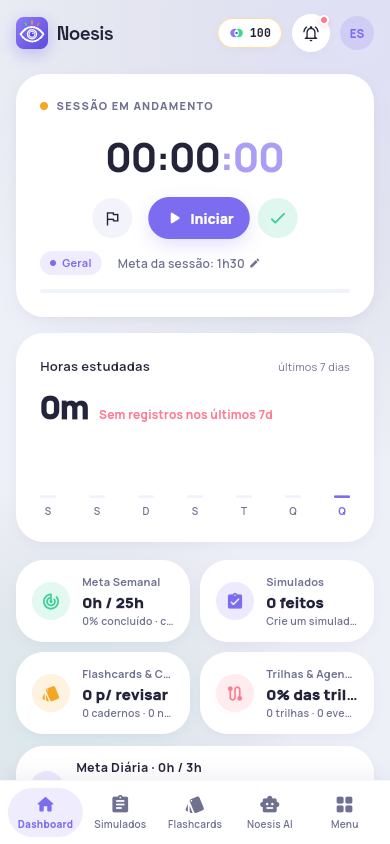 Noesis
100
ES
SESSÃO EM ANDAMENTO
00:00:00
Iniciar
Geral
Meta da sessão: 1h30
Horas estudadas
últimos 7 dias
0m
Sem registros nos últimos 7d
S S D S T Q Q
Meta Semanal
0h / 25h
0% concluído · c...
Simulados
0 feitos
Crie um simulad...
Flashcards & C...
0 p/ revisar
0 cadernos · 0 n...
Trilhas & Agen...
0% das tril...
0 trilhas · 0 eve...
Meta Diária · 0h / 3h
Dashboard
Simulados
Flashcards
Noesis AI
Menu